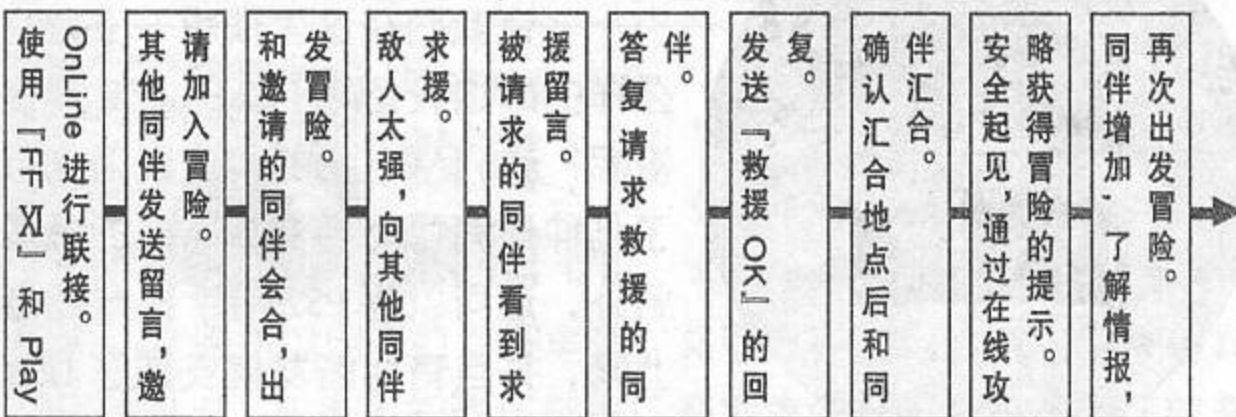 使用『FF XI』和 Play
OnLine 进行联接。
其他同伴发送留言，邀
请加入冒险。
和邀请的同伴会合，出
发冒险。
敌人太强，向其他同伴
求援。
被请求的同伴看到求
援留言。
答复请求救援的同
伴。
发送『救援 OK』的回
复。
确认汇合地点后和同
伴汇合。
安全起见，通过在线攻
略获得冒险的提示。
同伴增加，了解情报，
再次出发冒险。